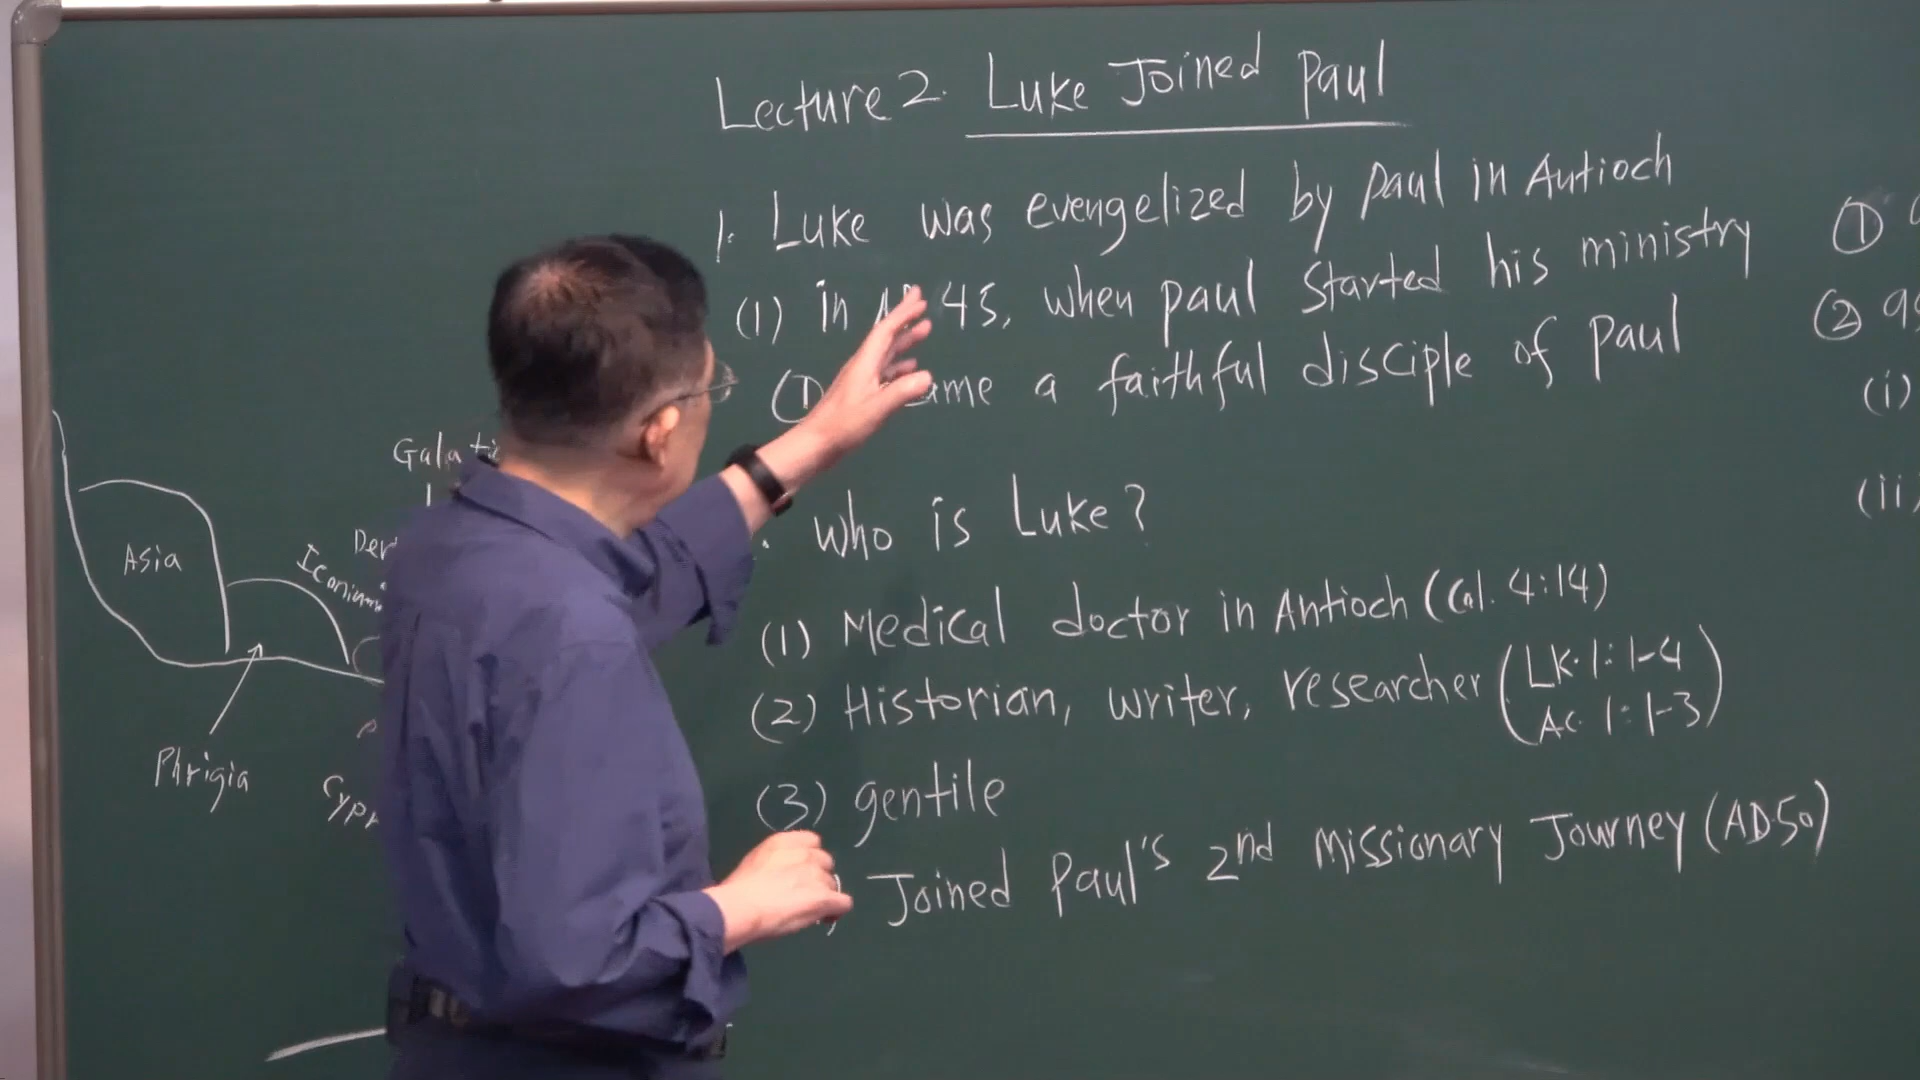 Lecture 2. Luke Joined Paul
1. Luke was evengelized by Paul in Antioch
(1) in 45, when Paul started his ministry
a faithful disciple of Paul
Who is Luke?
(1) Medical doctor in Antioch (Col. 4:14)
(2) Historian, writer, researcher (LK. 1:1-4
AC 1:1-3)
(3) gentile
Joined Paul's 2nd Missionary Journey (AD.50)
Asia
Phrigia
①
②
(i)
(ii)